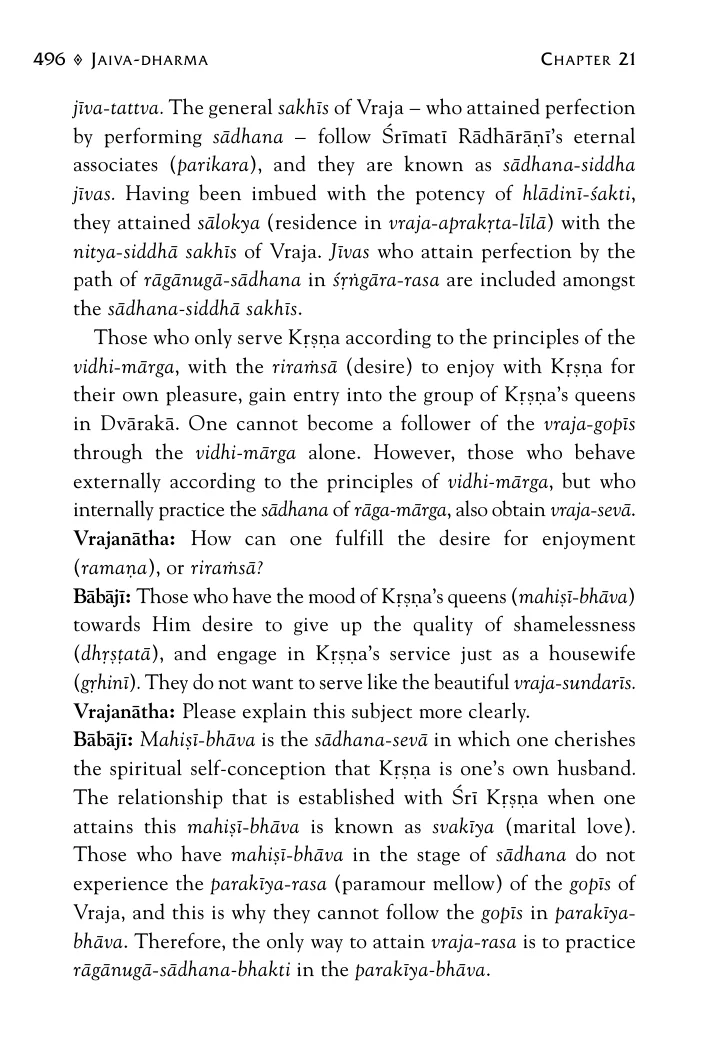 496 ◊ JAIVA-DHARMA CHAPTER 21
jīva-tattva. The general sakhīs of Vraja – who attained perfection
by performing sādhana – follow Śrīmatī Rādhārāṇī’s eternal
associates (parikara), and they are known as sādhana-siddha
jīvas. Having been imbued with the potency of hlādinī-śakti,
they attained sālokya (residence in vraja-aprakṛta-līlā) with the
nitya-siddhā sakhīs of Vraja. Jīvas who attain perfection by the
path of rāgānugā-sādhana in śṛṅgāra-rasa are included amongst
the sādhana-siddhā sakhīs.
Those who only serve Kṛṣṇa according to the principles of the
vidhi-mārga, with the riraṁsā (desire) to enjoy with Kṛṣṇa for
their own pleasure, gain entry into the group of Kṛṣṇa’s queens
in Dvārakā. One cannot become a follower of the vraja-gopīs
through the vidhi-mārga alone. However, those who behave
externally according to the principles of vidhi-mārga, but who
internally practice the sādhana of rāga-mārga, also obtain vraja-sevā.
Vrajanātha: How can one fulfill the desire for enjoyment
(ramaṇa), or riraṁsā?
Bābājī: Those who have the mood of Kṛṣṇa’s queens (mahiṣī-bhāva)
towards Him desire to give up the quality of shamelessness
(dhṛṣṭatā), and engage in Kṛṣṇa’s service just as a housewife
(gṛhinī). They do not want to serve like the beautiful vraja-sundarīs.
Vrajanātha: Please explain this subject more clearly.
Bābājī: Mahiṣī-bhāva is the sādhana-sevā in which one cherishes
the spiritual self-conception that Kṛṣṇa is one’s own husband.
The relationship that is established with Śrī Kṛṣṇa when one
attains this mahiṣī-bhāva is known as svakīya (marital love).
Those who have mahiṣī-bhāva in the stage of sādhana do not
experience the parakīya-rasa (paramour mellow) of the gopīs of
Vraja, and this is why they cannot follow the gopīs in parakīya-
bhāva. Therefore, the only way to attain vraja-rasa is to practice
rāgānugā-sādhana-bhakti in the parakīya-bhāva.